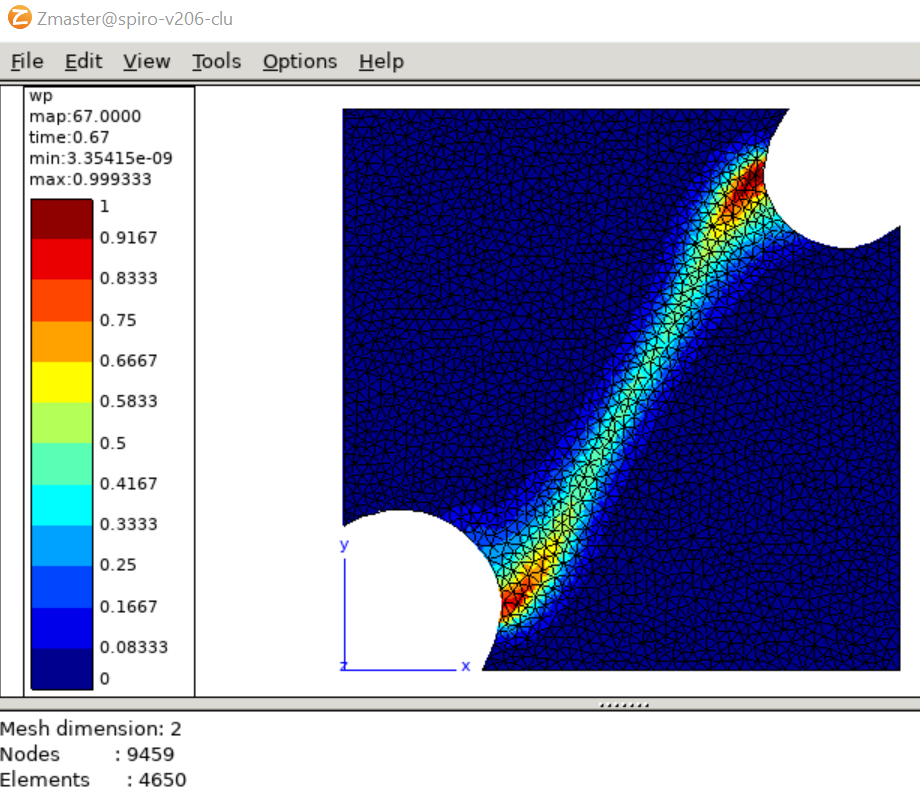 Zmaster@spiro-v206-clu
File Edit View Tools Options Help
wp
map:67.0000
time:0.67
min:3.35415e-09
max:0.999333
1
0.9167
0.8333
0.75
0.6667
0.5833
0.5
0.4167
0.3333
0.25
0.1667
0.08333
0
y
z
x
Mesh dimension: 2
Nodes : 9459
Elements : 4650